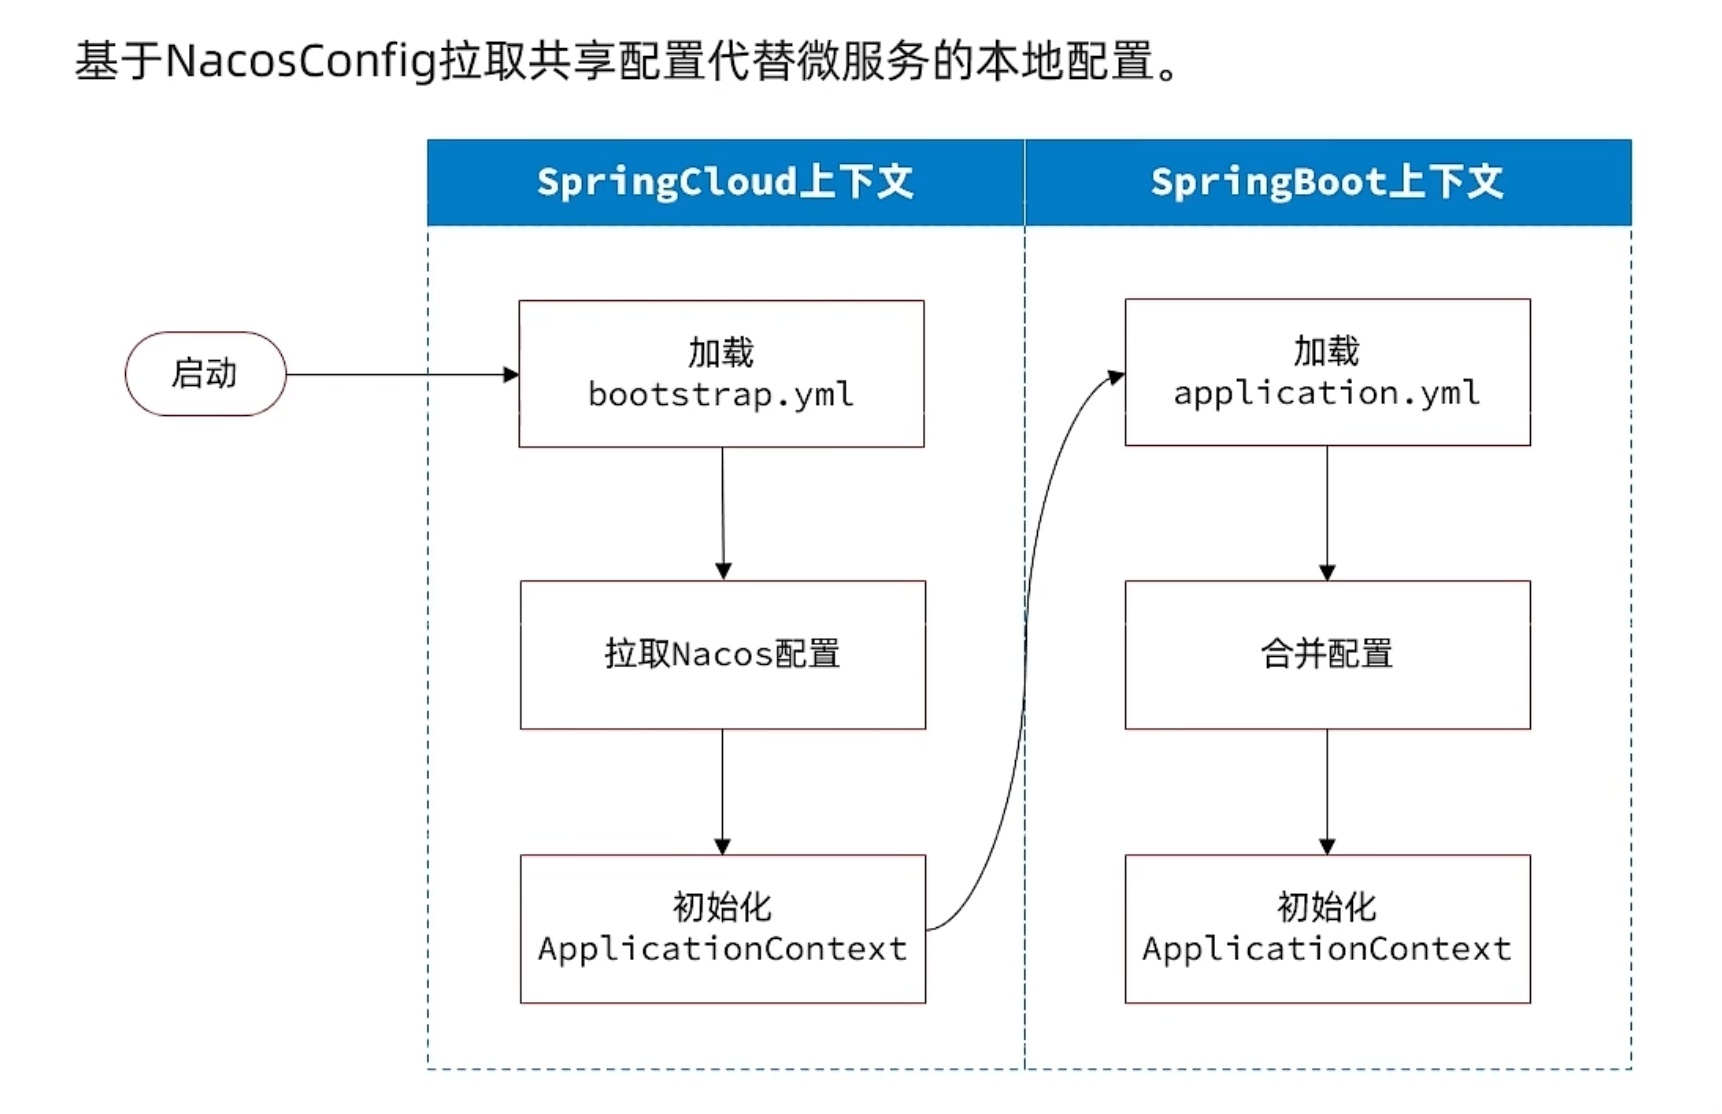 基于NacosConfig拉取共享配置代替微服务的本地配置。
SpringCloud上下文
SpringBoot上下文
启动
加载
bootstrap.yml
拉取Nacos配置
初始化
ApplicationContext
加载
application.yml
合并配置
初始化
ApplicationContext